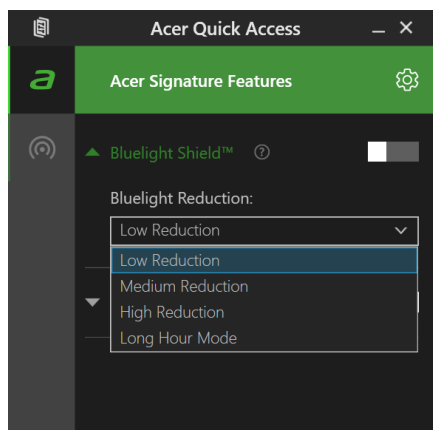 Acer Quick Access
a
Acer Signature Features
Bluelight Shield™
?
Bluelight Reduction:
Low Reduction
Low Reduction
Medium Reduction
High Reduction
Long Hour Mode